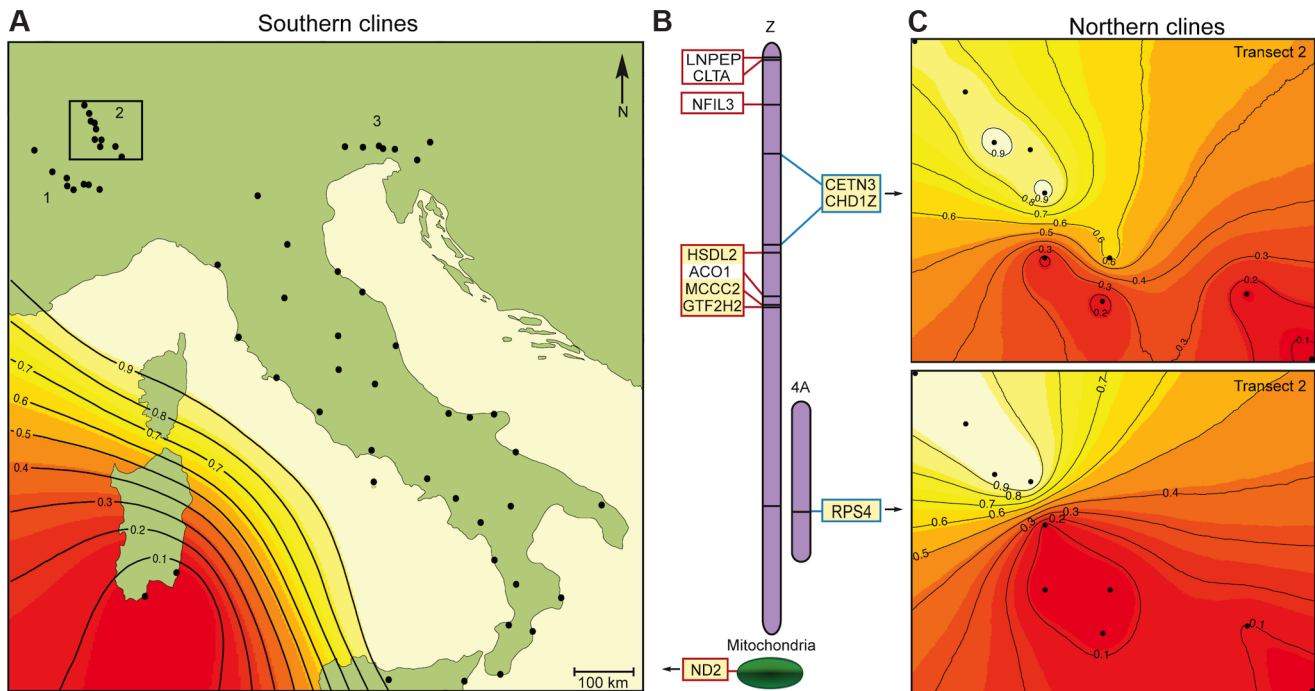 A
Southern clines
N
1
2
3
0.9
0.8
0.7
0.7
0.6
0.5
0.4
0.3
0.2
0.1
100 km
B
Z
LNPEP
CLTA
NFIL3
CETN3
CHD1Z
HSDL2
ACO1
MCCC2
GTF2H2
4A
RPS4
Mitochondria
ND2
C
Northern clines
Transect 2
0.9
0.9
0.8
0.7
0.6
0.6
0.5
0.6
0.6
0.4
0.3
0.3
0.3
0.2
0.3
0.2
0.1
Transect 2
0.7
0.9
0.8
0.7
0.6
0.6
0.5
0.4
0.3
0.3
0.2
0.1
0.1